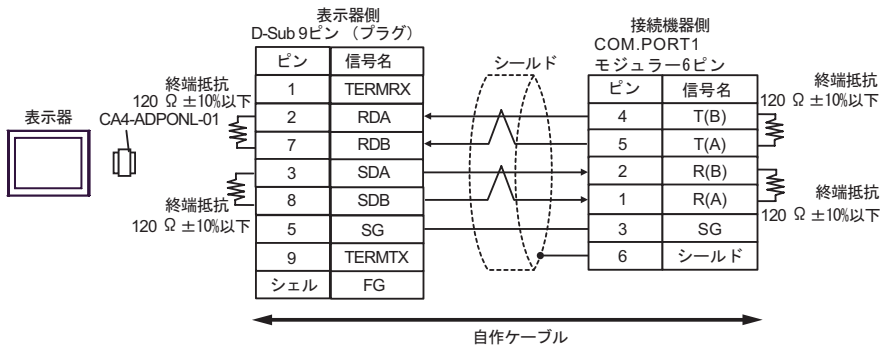 表示器側
D-Sub 9ピン （プラグ）
接続機器側
COM.PORT1
モジュラー6ピン
シールド
ピン 信号名
1 TERMRX
2 RDA
7 RDB
3 SDA
8 SDB
5 SG
9 TERMTX
シェル FG
ピン 信号名
4 T(B)
5 T(A)
2 R(B)
1 R(A)
3 SG
6 シールド
終端抵抗
120 Ω ±10%以下
表示器
CA4-ADPONL-01
終端抵抗
120 Ω ±10%以下
終端抵抗
120 Ω ±10%以下
終端抵抗
120 Ω ±10%以下
自作ケーブル